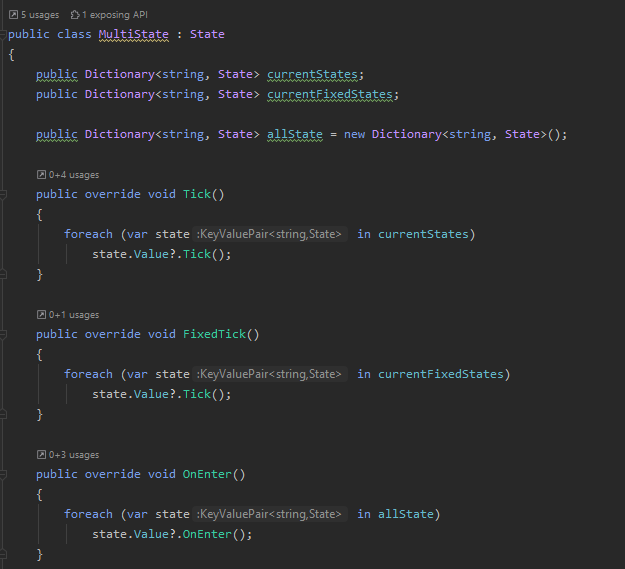 5 usages   1 exposing API
public class MultiState : State
{
    public Dictionary<string, State> currentStates;
    public Dictionary<string, State> currentFixedStates;

    public Dictionary<string, State> allState = new Dictionary<string, State>();

    0+4 usages
    public override void Tick()
    {
        foreach (var state :KeyValuePair<string,State> in currentStates)
            state.Value?.Tick();
    }

    0+1 usages
    public override void FixedTick()
    {
        foreach (var state :KeyValuePair<string,State> in currentFixedStates)
            state.Value?.Tick();
    }

    0+3 usages
    public override void OnEnter()
    {
        foreach (var state :KeyValuePair<string,State> in allState)
            state.Value?.OnEnter();
    }